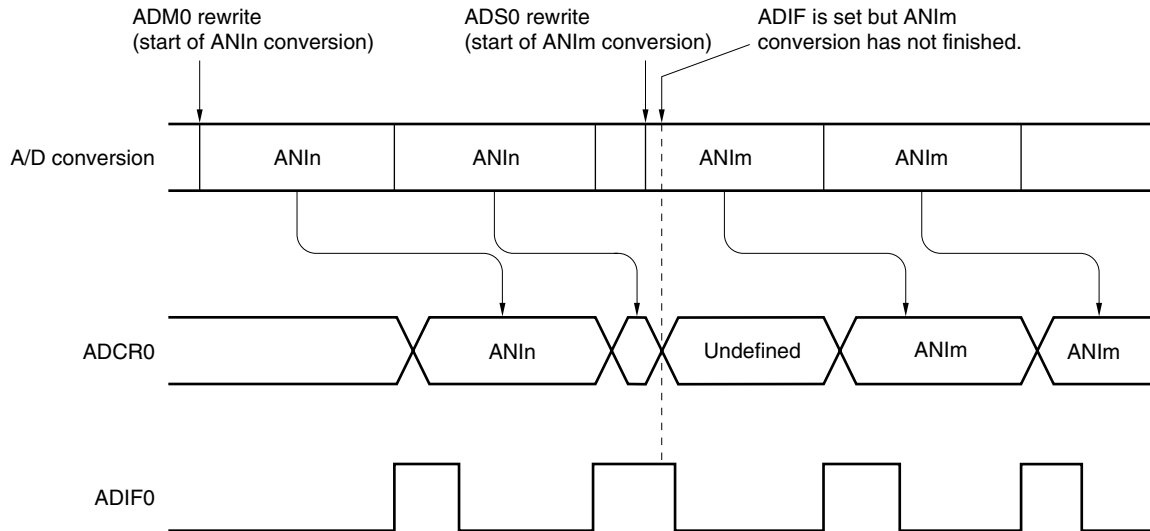 ADM0 rewrite
(start of ANIn conversion)
ADS0 rewrite
(start of ANIm conversion)
ADIF is set but ANIm
conversion has not finished.
A/D conversion
ANIn
ANIn
ANIm
ANIm
ADCR0
ANIn
Undefined
ANIm
ANIm
ADIF0